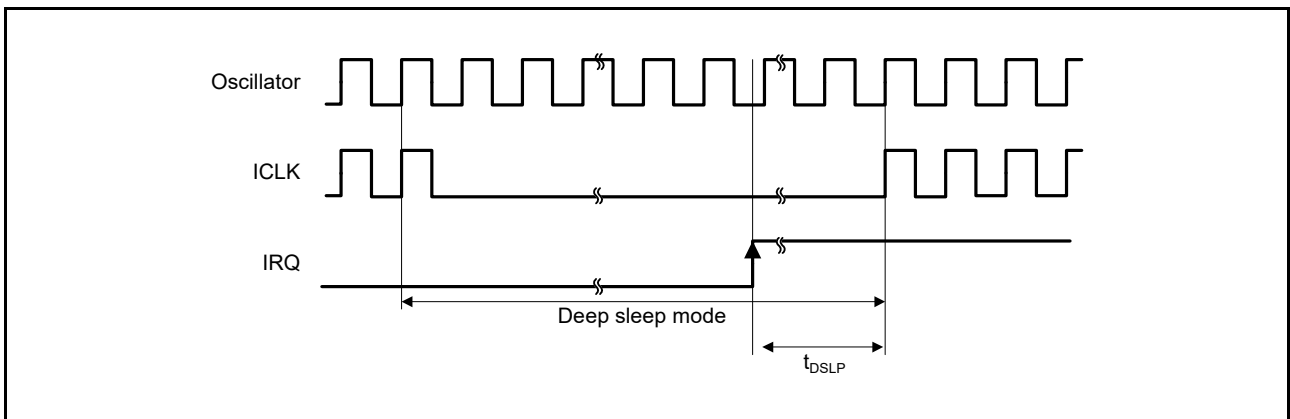 Oscillator
ICLK
IRQ
Deep sleep mode
tDSLP